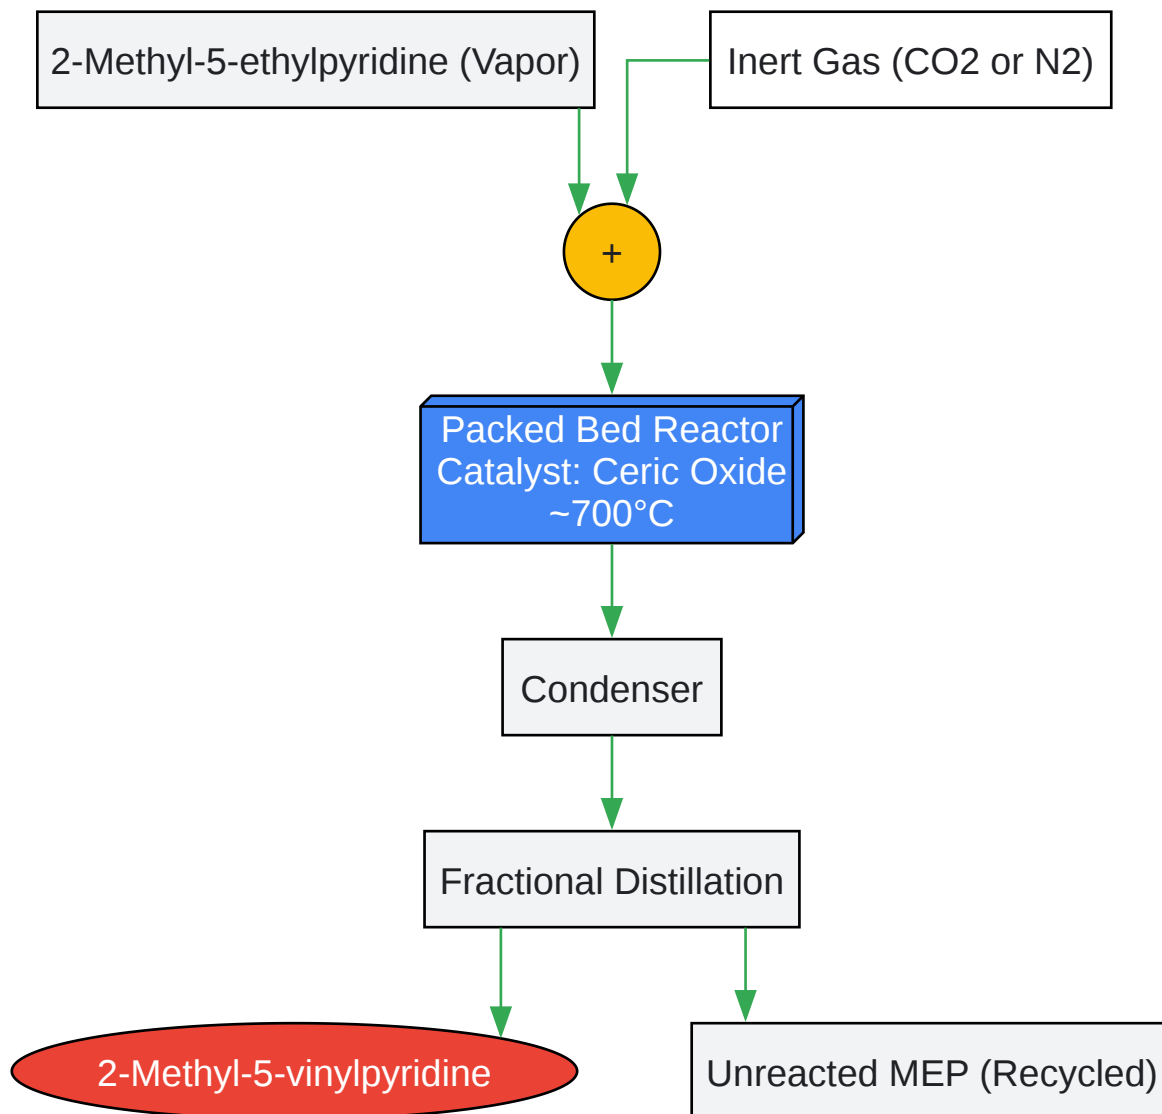 2-Methyl-5-ethylpyridine (Vapor)
Inert Gas (CO2 or N2)
+
Packed Bed Reactor
Catalyst: Ceric Oxide
~700°C
Condenser
Fractional Distillation
2-Methyl-5-vinylpyridine
Unreacted MEP (Recycled)